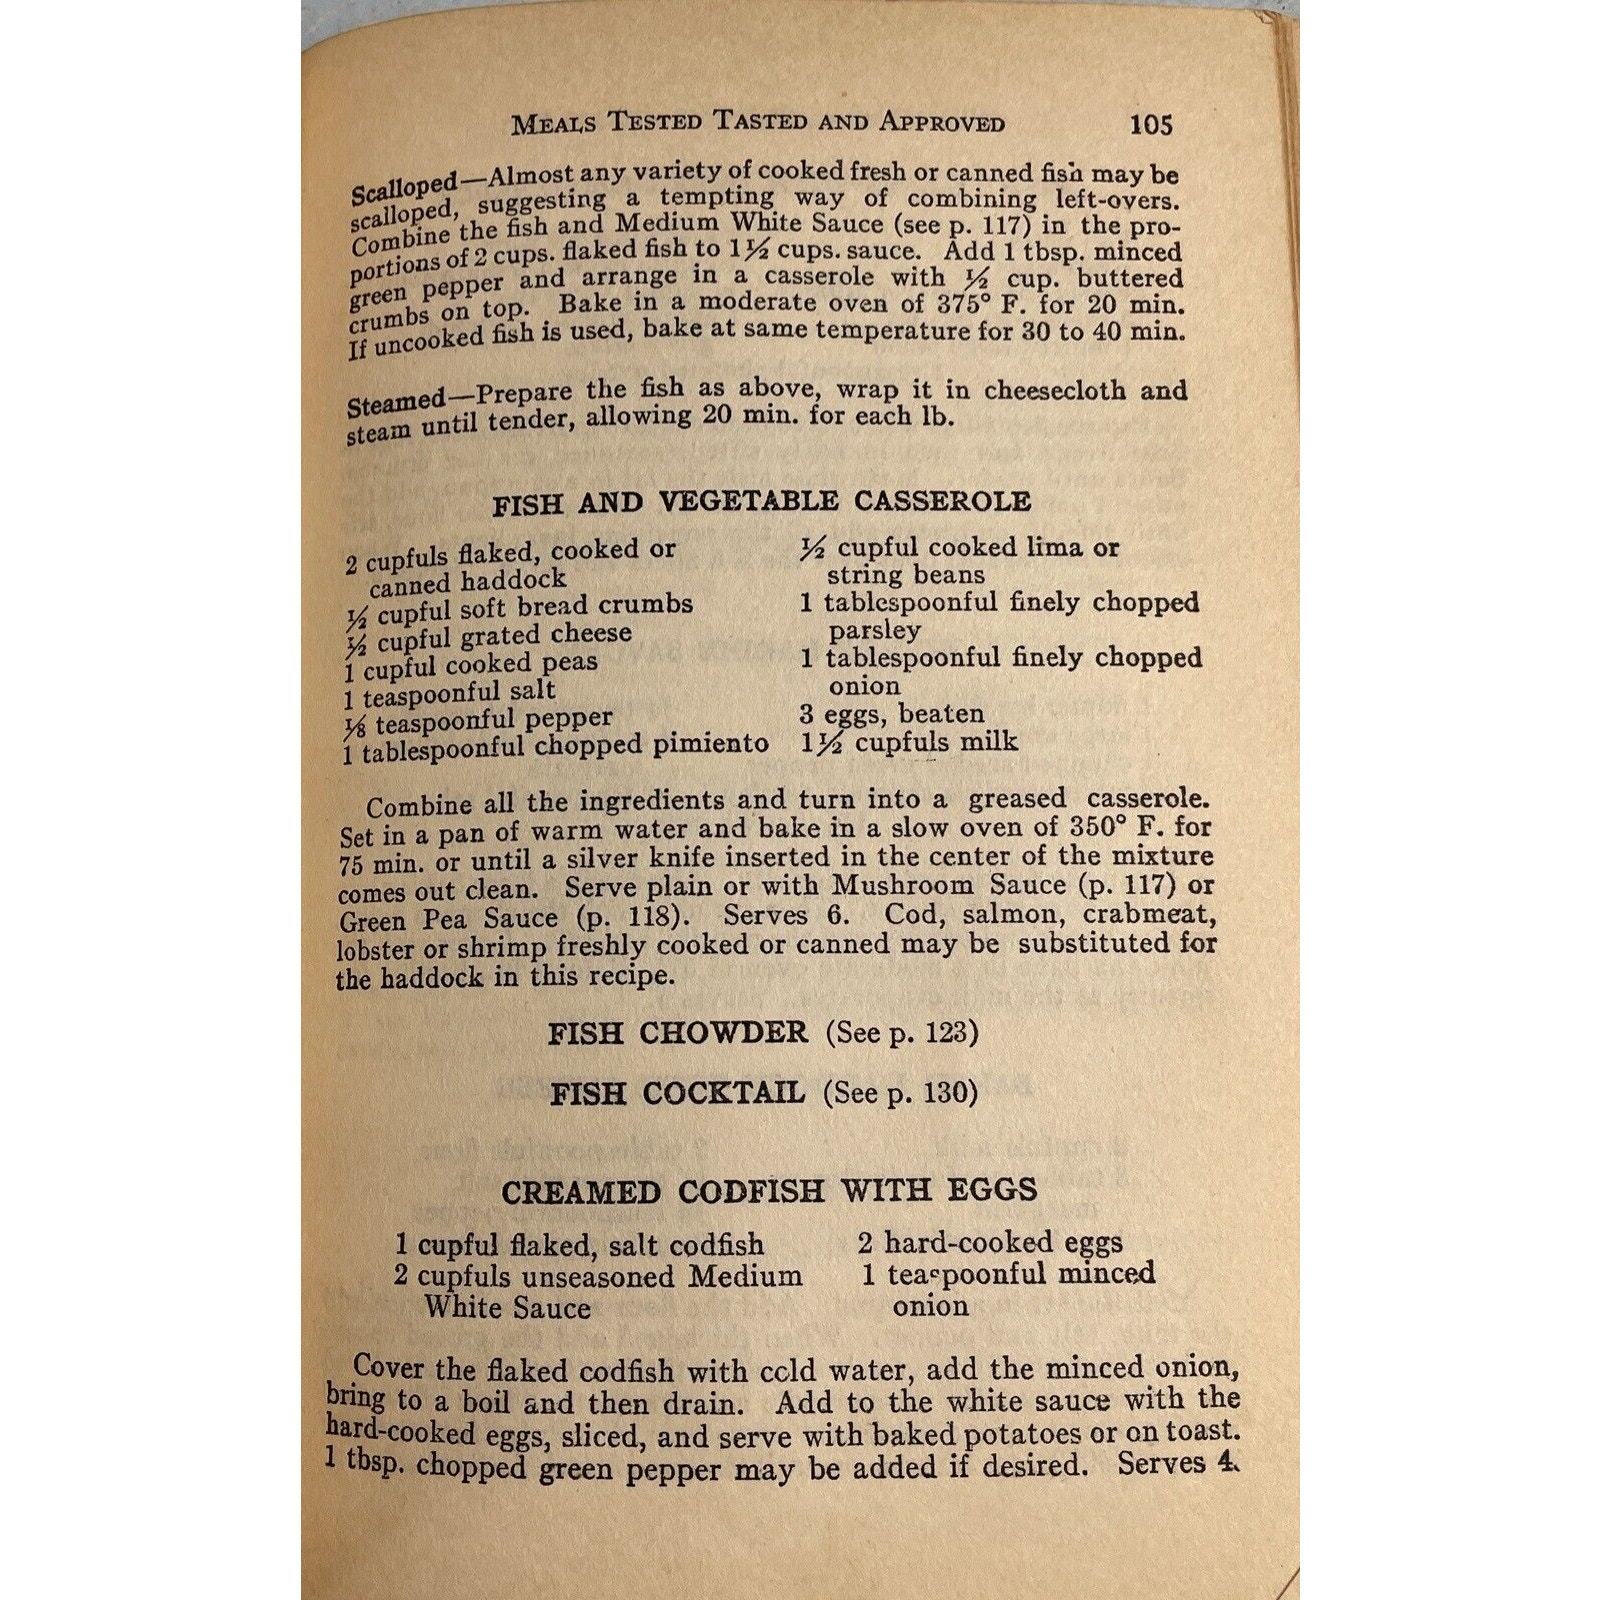 MEALS TESTED TASTED AND APPROVED 105
Scalloped—Almost any variety of cooked fresh or canned fish may be
scalloped, suggesting a tempting way of combining left-overs.
Combine the fish and Medium White Sauce (see p. 117) in the pro-
portions of 2 cups. flaked fish to 1½ cups. sauce. Add 1 tbsp. minced
green pepper and arrange in a casserole with ½ cup. buttered
crumbs on top. Bake in a moderate oven of 375° F. for 20 min.
If uncooked fish is used, bake at same temperature for 30 to 40 min.
Steamed—Prepare the fish as above, wrap it in cheesecloth and
steam until tender, allowing 20 min. for each lb.
FISH AND VEGETABLE CASSEROLE
2 cupfuls flaked, cooked or
canned haddock
½ cupful soft bread crumbs
½ cupful grated cheese
1 cupful cooked peas
1 teaspoonful salt
⅛ teaspoonful pepper
1 tablespoonful chopped pimiento
½ cupful cooked lima or
string beans
1 tablespoonful finely chopped
parsley
1 tablespoonful finely chopped
onion
3 eggs, beaten
1½ cupfuls milk
Combine all the ingredients and turn into a greased casserole.
Set in a pan of warm water and bake in a slow oven of 350° F. for
75 min. or until a silver knife inserted in the center of the mixture
comes out clean. Serve plain or with Mushroom Sauce (p. 117) or
Green Pea Sauce (p. 118). Serves 6. Cod, salmon, crabmeat,
lobster or shrimp freshly cooked or canned may be substituted for
the haddock in this recipe.
FISH CHOWDER (See p. 123)
FISH COCKTAIL (See p. 130)
CREAMED CODFISH WITH EGGS
1 cupful flaked, salt codfish
2 cupfuls unseasoned Medium
White Sauce
2 hard-cooked eggs
1 teaspoonful minced
onion
Cover the flaked codfish with cold water, add the minced onion,
bring to a boil and then drain. Add to the white sauce with the
hard-cooked eggs, sliced, and serve with baked potatoes or on toast.
1 tbsp. chopped green pepper may be added if desired. Serves 4.